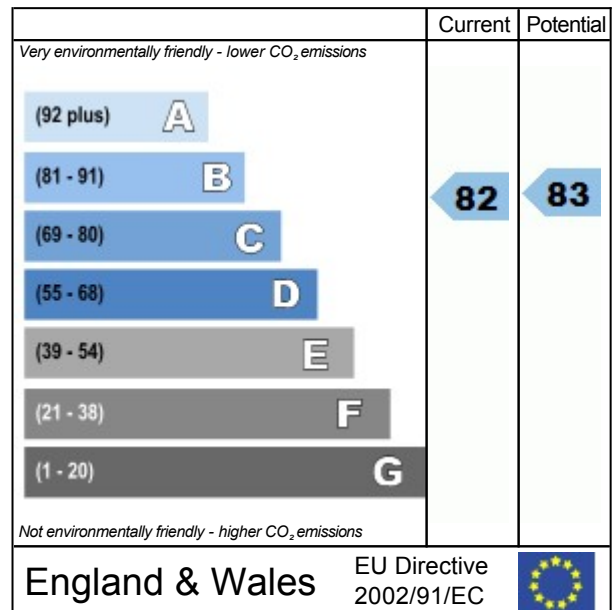 Current Potential
Very environmentally friendly - lower CO₂ emissions
(92 plus) A
(81 - 91) B
82 83
(69 - 80) C
(55 - 68) D
(39 - 54) E
(21 - 38) F
(1 - 20) G
Not environmentally friendly - higher CO₂ emissions
England & Wales
EU Directive
2002/91/EC